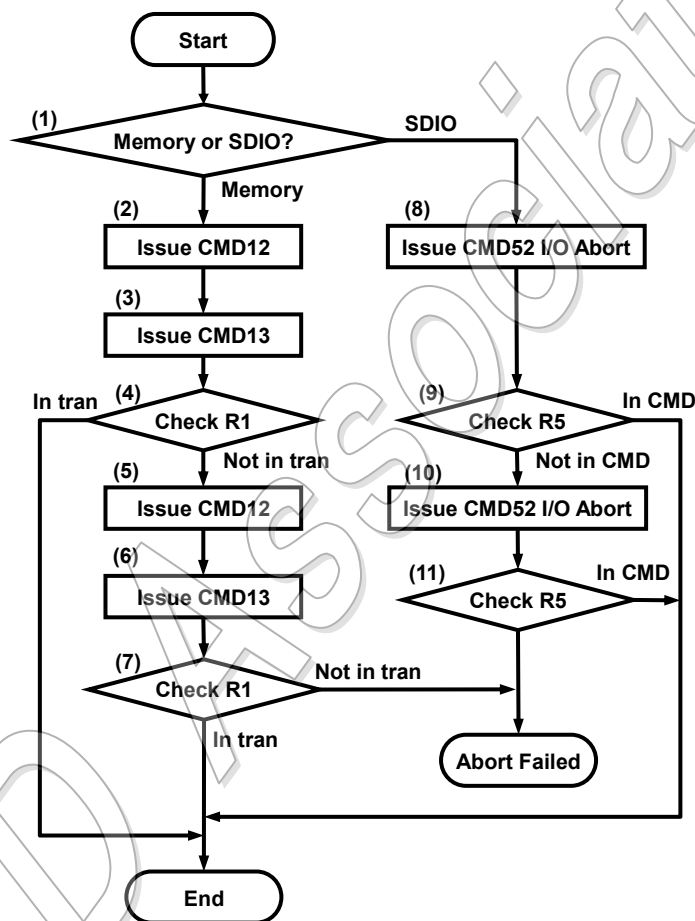 Start
(1)
Memory or SDIO?
SDIO
Memory
(2)
Issue CMD12
(8)
Issue CMD52 I/O Abort
(3)
Issue CMD13
In tran
(4)
Check R1
Not in tran
(9)
Check R5
In CMD
Not in CMD
(5)
Issue CMD12
(10)
Issue CMD52 I/O Abort
(6)
Issue CMD13
(11)
Check R5
In CMD
(7)
Check R1
Not in tran
In tran
Abort Failed
End
D Associa